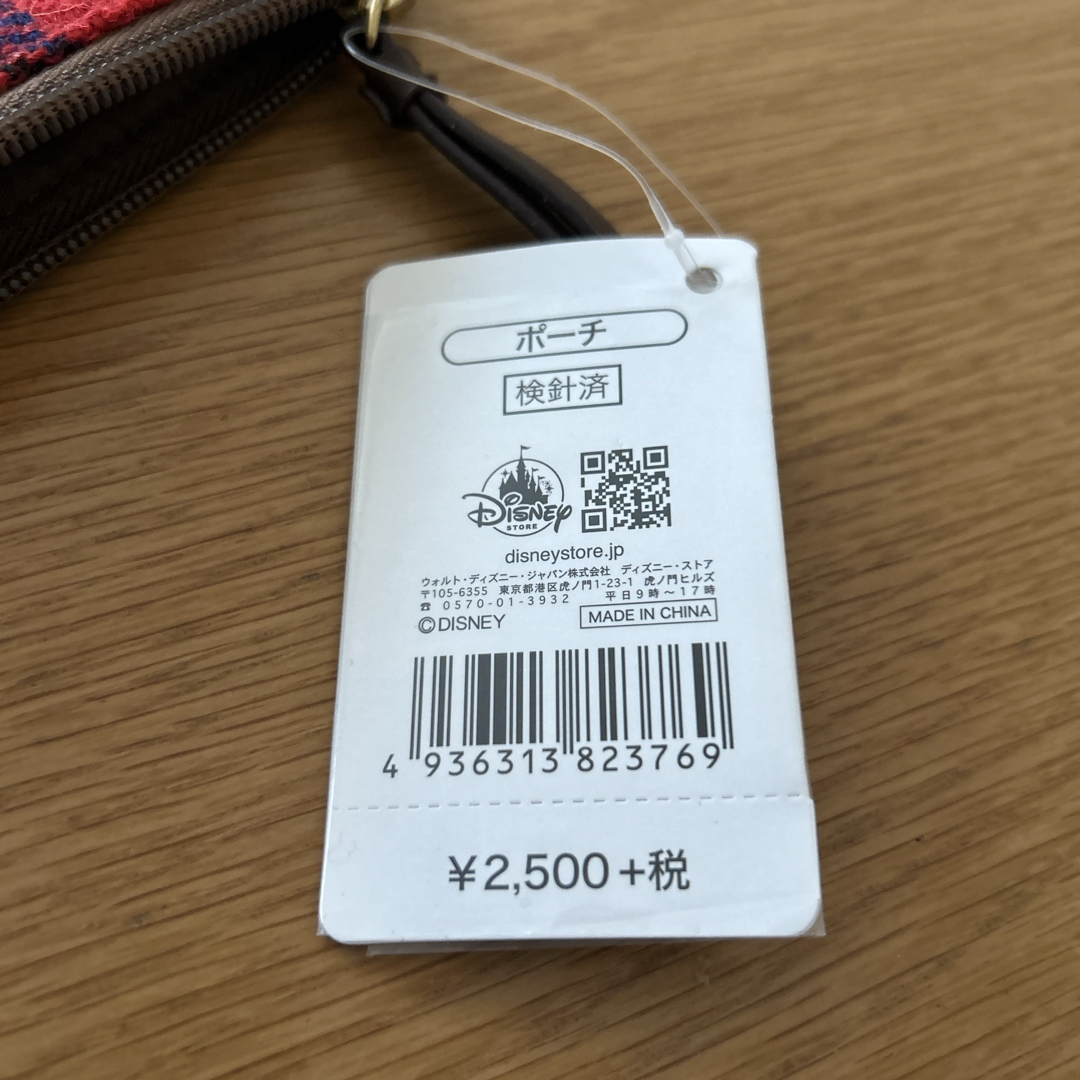 ポーチ
検針済
Disney
STORE
disneystore.jp
ウォルト・ディズニー・ジャパン株式会社 ディズニー・ストア
〒105-6355 東京都港区虎ノ門1-23-1 虎ノ門ヒルズ
☎ 0570-01-3932 平日9時～17時
©DISNEY MADE IN CHINA
4 936313 823769
¥2,500+税